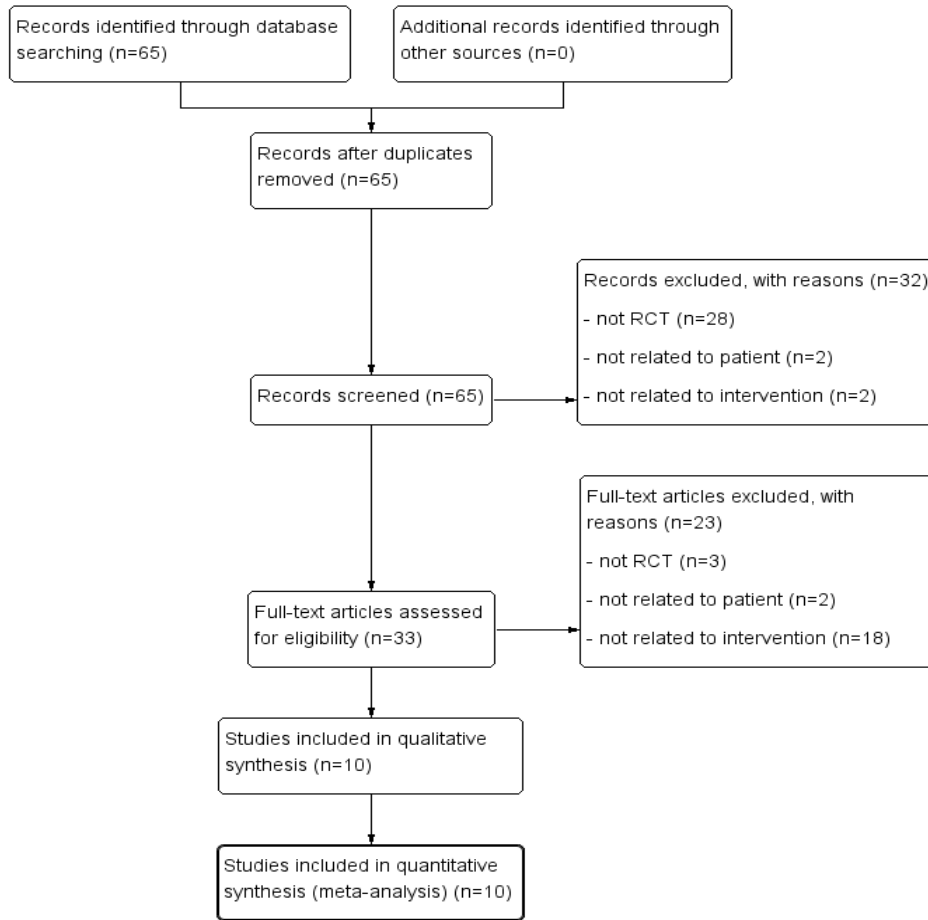 Records identified through database
searching (n=65)
Additional records identified through
other sources (n=0)
Records after duplicates
removed (n=65)
Records excluded, with reasons (n=32)
- not RCT (n=28)
- not related to patient (n=2)
- not related to intervention (n=2)
Records screened (n=65)
Full-text articles excluded, with
reasons (n=23)
- not RCT (n=3)
- not related to patient (n=2)
- not related to intervention (n=18)
Full-text articles assessed
for eligibility (n=33)
Studies included in qualitative
synthesis (n=10)
Studies included in quantitative
synthesis (meta-analysis) (n=10)